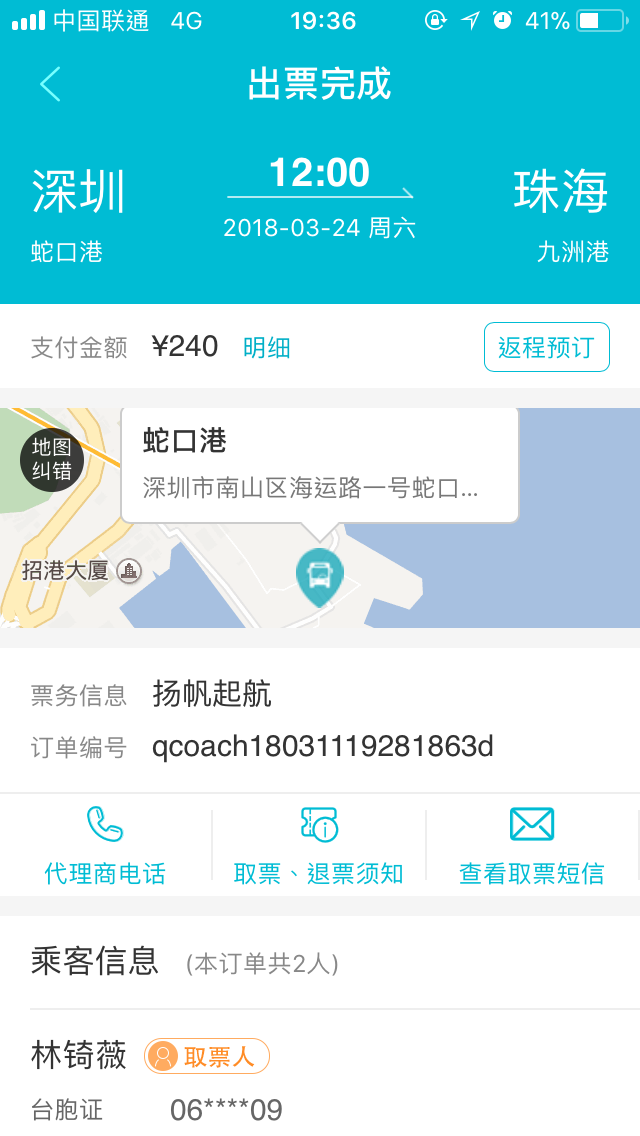 中国联通 4G 19:36 41%
出票完成
深圳 12:00 珠海
2018-03-24 周六
蛇口港 九洲港
支付金额 ¥240 明细 返程预订
地图
纠错
蛇口港
深圳市南山区海运路一号蛇口...
招港大厦
票务信息 扬帆起航
订单编号 qcoach18031119281863d
代理商电话 取票、退票须知 查看取票短信
乘客信息 (本订单共2人)
林锜薇 取票人
台胞证 06****09